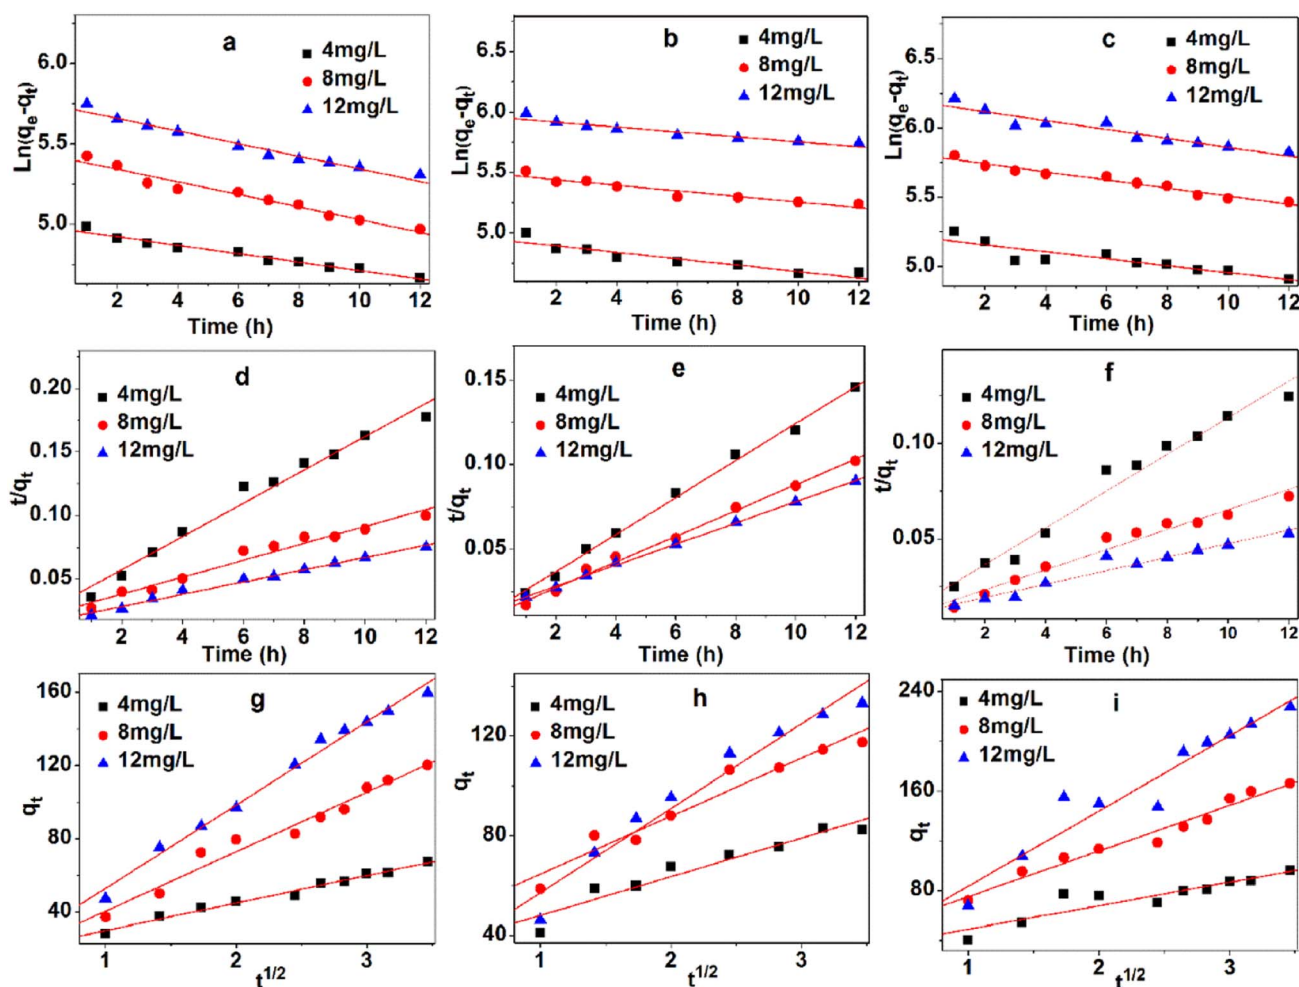 a
4mg/L
8mg/L
12mg/L
Ln(qe-qt)
6.0
5.5
5.0
2 4 6 8 10 12
Time (h)
b
4mg/L
8mg/L
12mg/L
Ln(qe-qt)
6.5
6.0
5.5
5.0
2 4 6 8 10 12
Time (h)
c
4mg/L
8mg/L
12mg/L
Ln(qe-qt)
6.5
6.0
5.5
5.0
2 4 6 8 10 12
Time (h)
d
4mg/L
8mg/L
12mg/L
t/qt
0.20
0.15
0.10
0.05
2 4 6 8 10 12
Time (h)
e
4mg/L
8mg/L
12mg/L
t/qt
0.15
0.10
0.05
2 4 6 8 10 12
Time (h)
f
4mg/L
8mg/L
12mg/L
t/qt
0.10
0.05
2 4 6 8 10 12
Time (h)
g
4mg/L
8mg/L
12mg/L
qt
160
120
80
40
1 2 3
t1/2
h
4mg/L
8mg/L
12mg/L
qt
120
80
40
1 2 3
t1/2
i
4mg/L
8mg/L
12mg/L
qt
240
160
80
1 2 3
t1/2